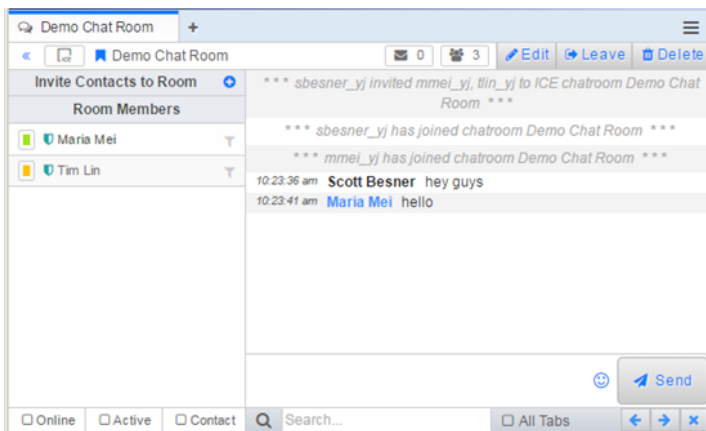 Demo Chat Room +
« ICE Demo Chat Room 0 3 Edit Leave Delete
Invite Contacts to Room
Room Members
Maria Mei
Tim Lin
* * * sbesner_yj invited mmei_yj, tlin_yj to ICE chatroom Demo Chat
Room * * *
* * * sbesner_yj has joined chatroom Demo Chat Room * * *
* * * mmei_yj has joined chatroom Demo Chat Room * * *
10:23:36 am Scott Besner hey guys
10:23:41 am Maria Mei hello
Send
Online Active Contact Search... All Tabs